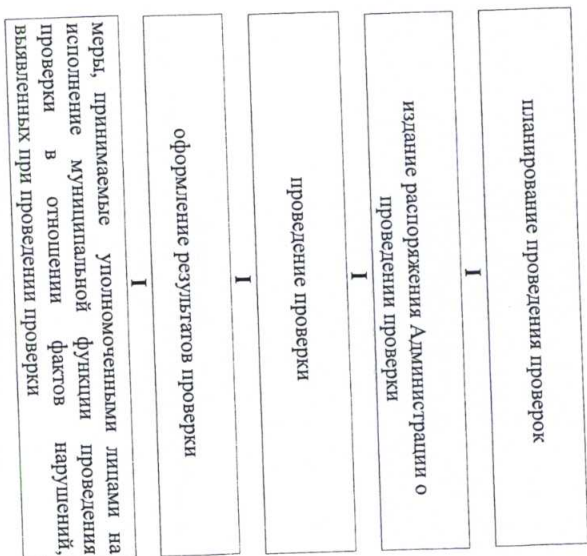 планирование проведения проверок
I
издание распоряжения Администрации о
проведении проверки
I
проведение проверки
I
оформление результатов проверки
I
меры, принимаемые уполномоченными лицами на
исполнение муниципальной функции проведения
проверки в отношении фактов нарушений,
выявленных при проведении проверки